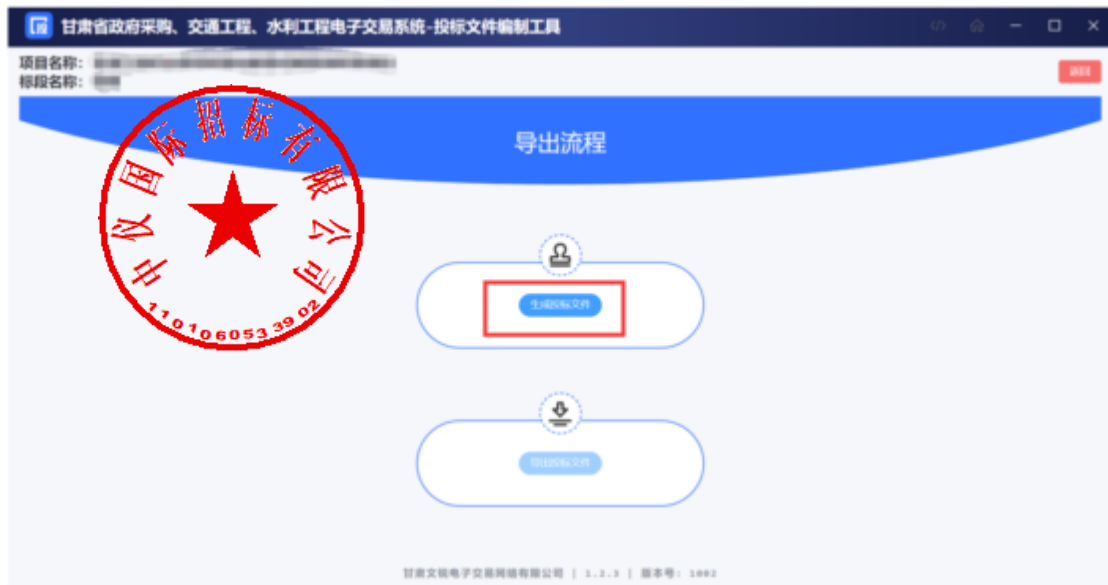 甘肃省政府采购、交通工程、水利工程电子交易系统-投标文件编制工具
项目名称：
标段名称：
返回
导出流程
中仪国际招标有限公司
1101060533902
生成投标文件
导出投标文件
甘肃文锐电子交易网络有限公司 | 1.2.3 | 版本号: 1002